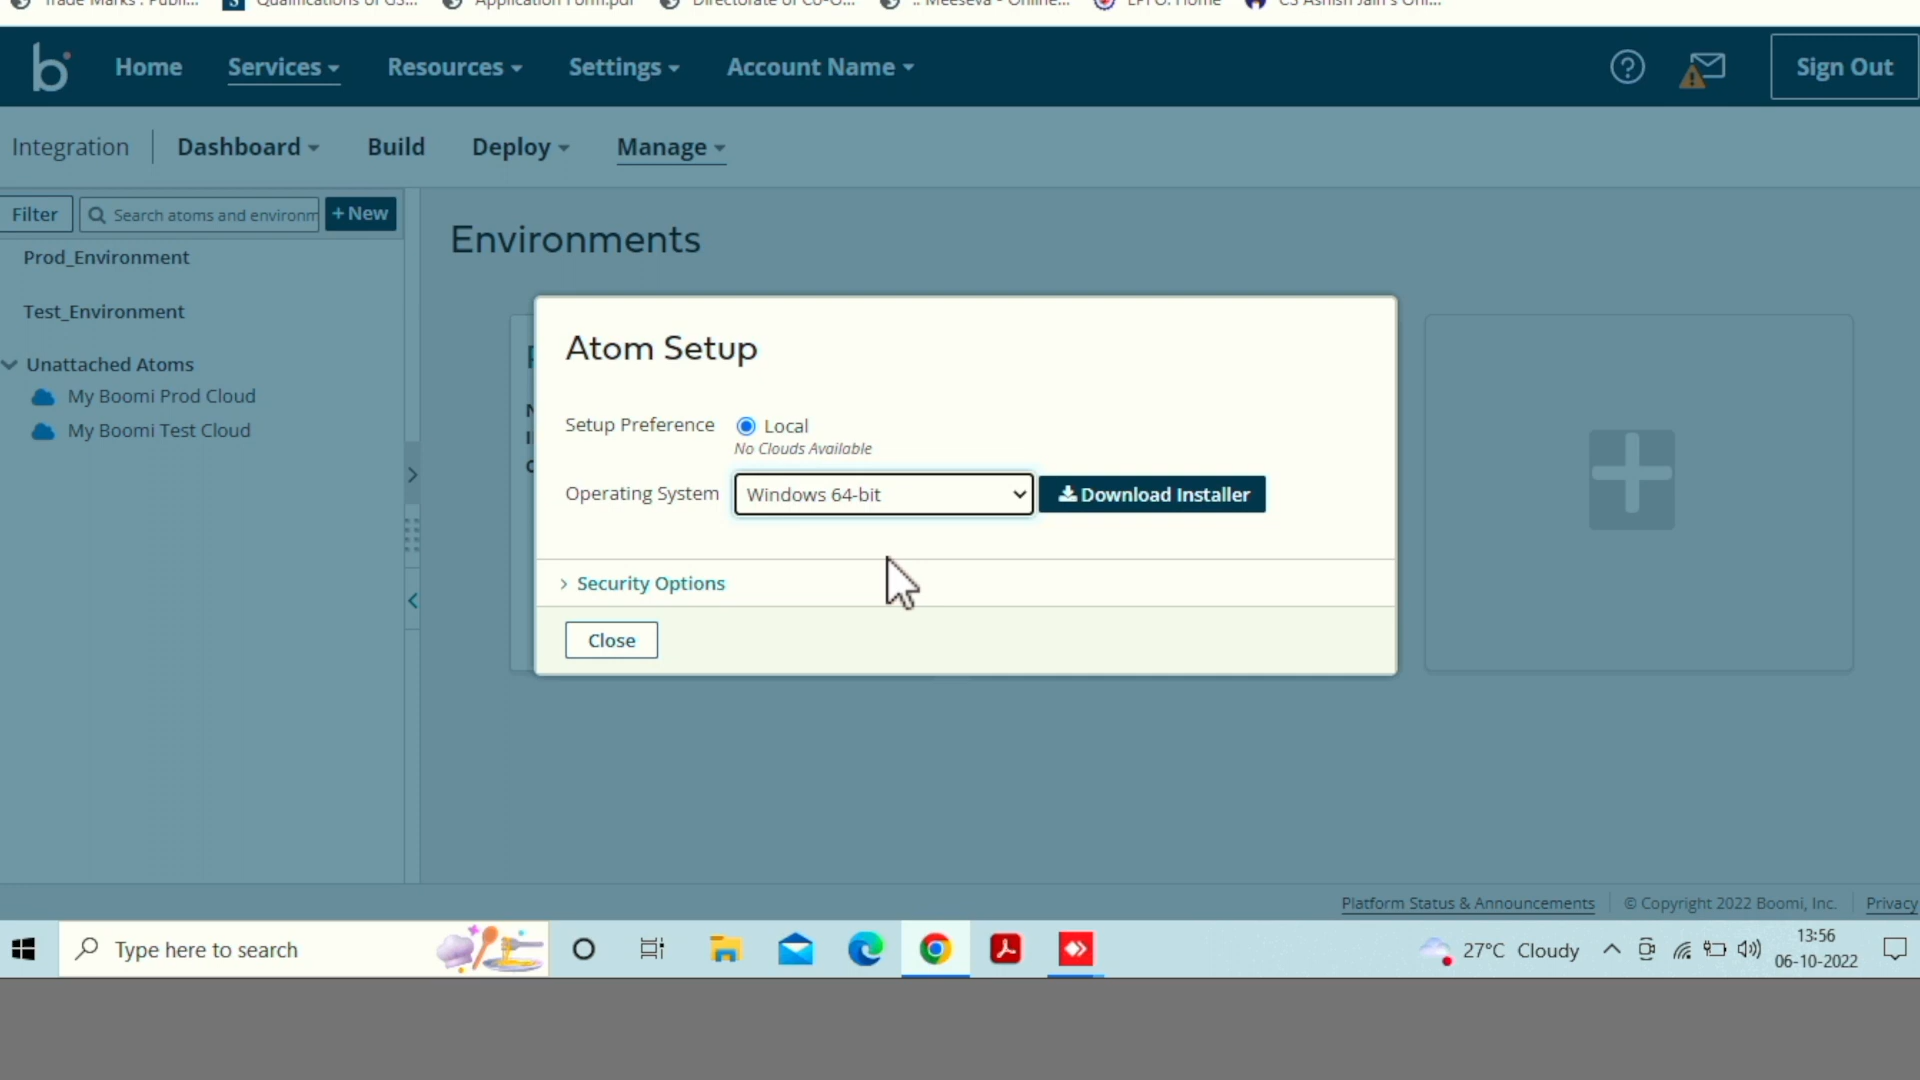 b Home Services Resources Settings Account Name ? Sign Out
Integration Dashboard Build Deploy Manage
Filter Search atoms and environm + New
Prod_Environment
Test_Environment
Unattached Atoms
My Boomi Prod Cloud
My Boomi Test Cloud
Environments
Atom Setup
Setup Preference Local
No Clouds Available
Operating System Windows 64-bit Download Installer
Security Options
Close
Platform Status & Announcements © Copyright 2022 Boomi, Inc. Privacy
Type here to search 27°C Cloudy 13:56
06-10-2022